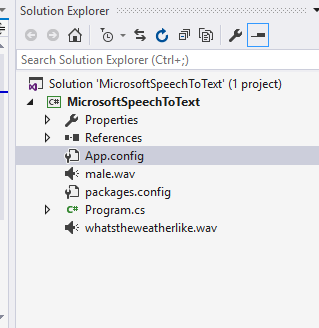 Solution Explorer
Search Solution Explorer (Ctrl+;)
Solution 'MicrosoftSpeechToText' (1 project)
C# MicrosoftSpeechToText
Properties
References
App.config
male.wav
packages.config
C# Program.cs
whatstheweatherlike.wav